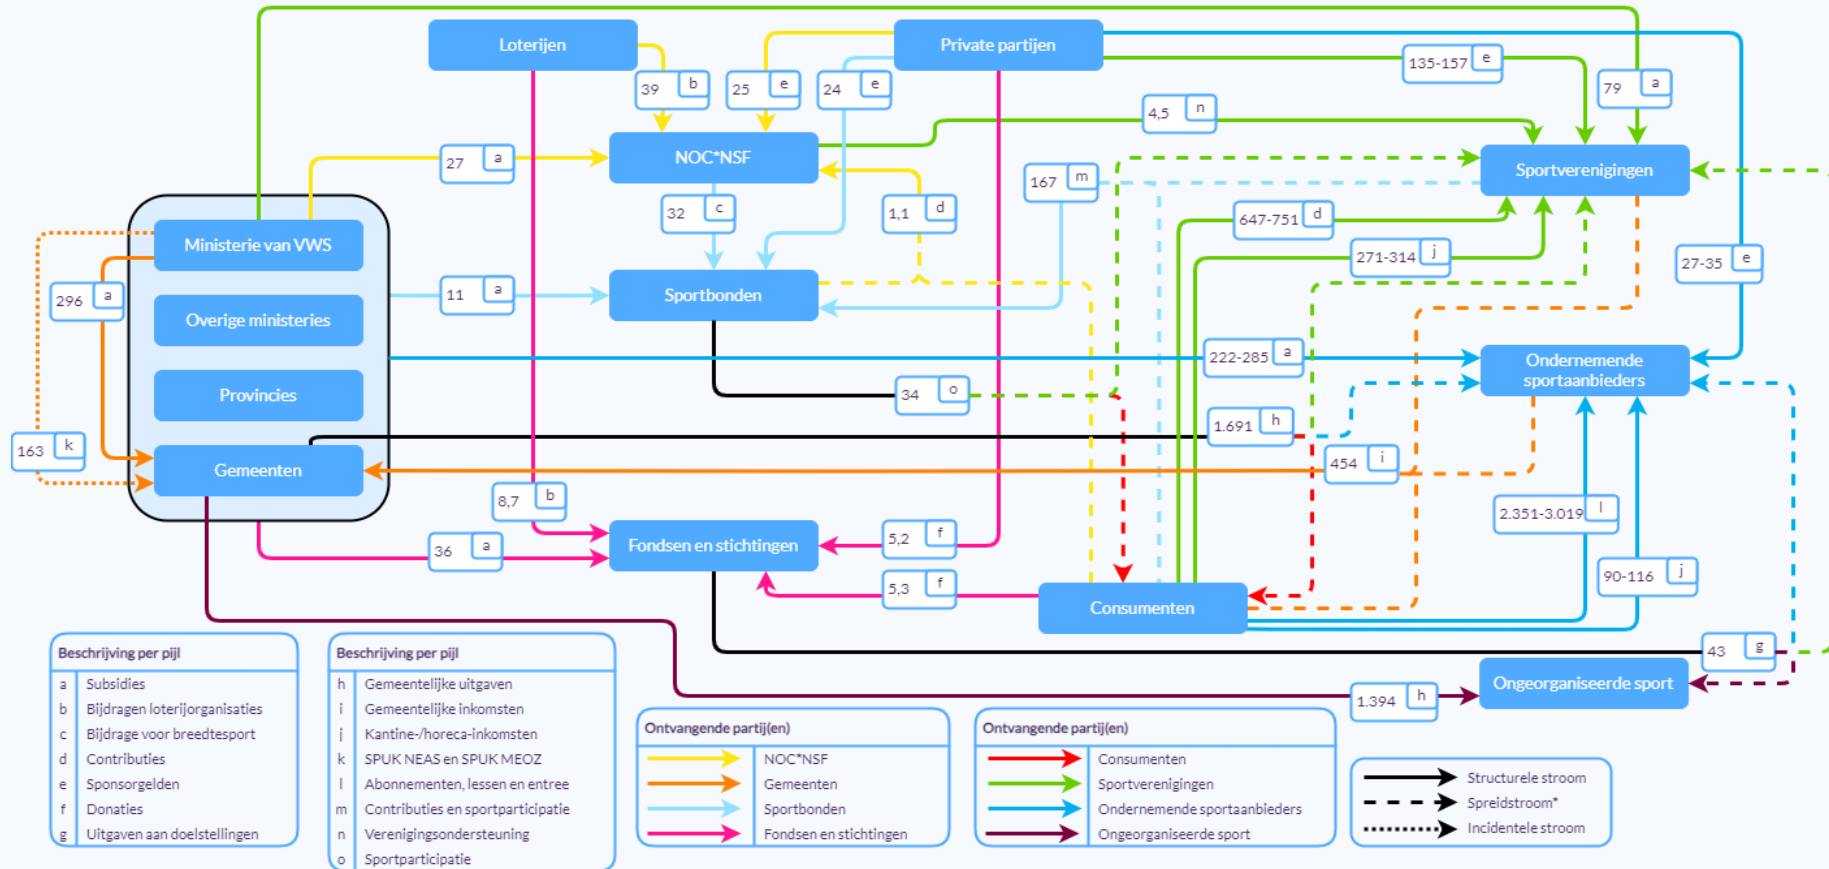 Loterijen
Private partijen
39 b
25 e
24 e
135-157 e
79 a
4,5 n
NOC*NSF
27 a
Sportverenigingen
167 m
32 c
1,1 d
647-751 d
Ministerie van VWS
271-314 j
27-35 e
296 a
11 a
Sportbonden
Overige ministeries
222-285 a
Ondernemende
sportaanbieders
Provincies
34 o
1.691 h
163 k
Gemeenten
454 i
8,7 b
2.351-3.019 l
36 a
Fondsen en stichtingen
5,2 f
5,3 f
90-116 j
Consumenten
43 g
Ongeorganiseerde sport
1.394 h
Beschrijving per pijl
a Subsidies
b Bijdragen loterijorganisaties
c Bijdrage voor breedtesport
d Contributies
e Sponsorgelden
f Donaties
g Uitgaven aan doelstellingen
Beschrijving per pijl
h Gemeentelijke uitgaven
i Gemeentelijke inkomsten
j Kantine-/horeca-inkomsten
k SPUK NEAS en SPUK MEOZ
l Abonnementen, lessen en entree
m Contributies en sportparticipatie
n Verenigingsondersteuning
o Sportparticipatie
Ontvangende partij(en)
NOC*NSF
Gemeenten
Sportbonden
Fondsen en stichtingen
Ontvangende partij(en)
Consumenten
Sportverenigingen
Ondernemende sportaanbieders
Ongeorganiseerde sport
Structurele stroom
Spreidstroom*
Incidentele stroom